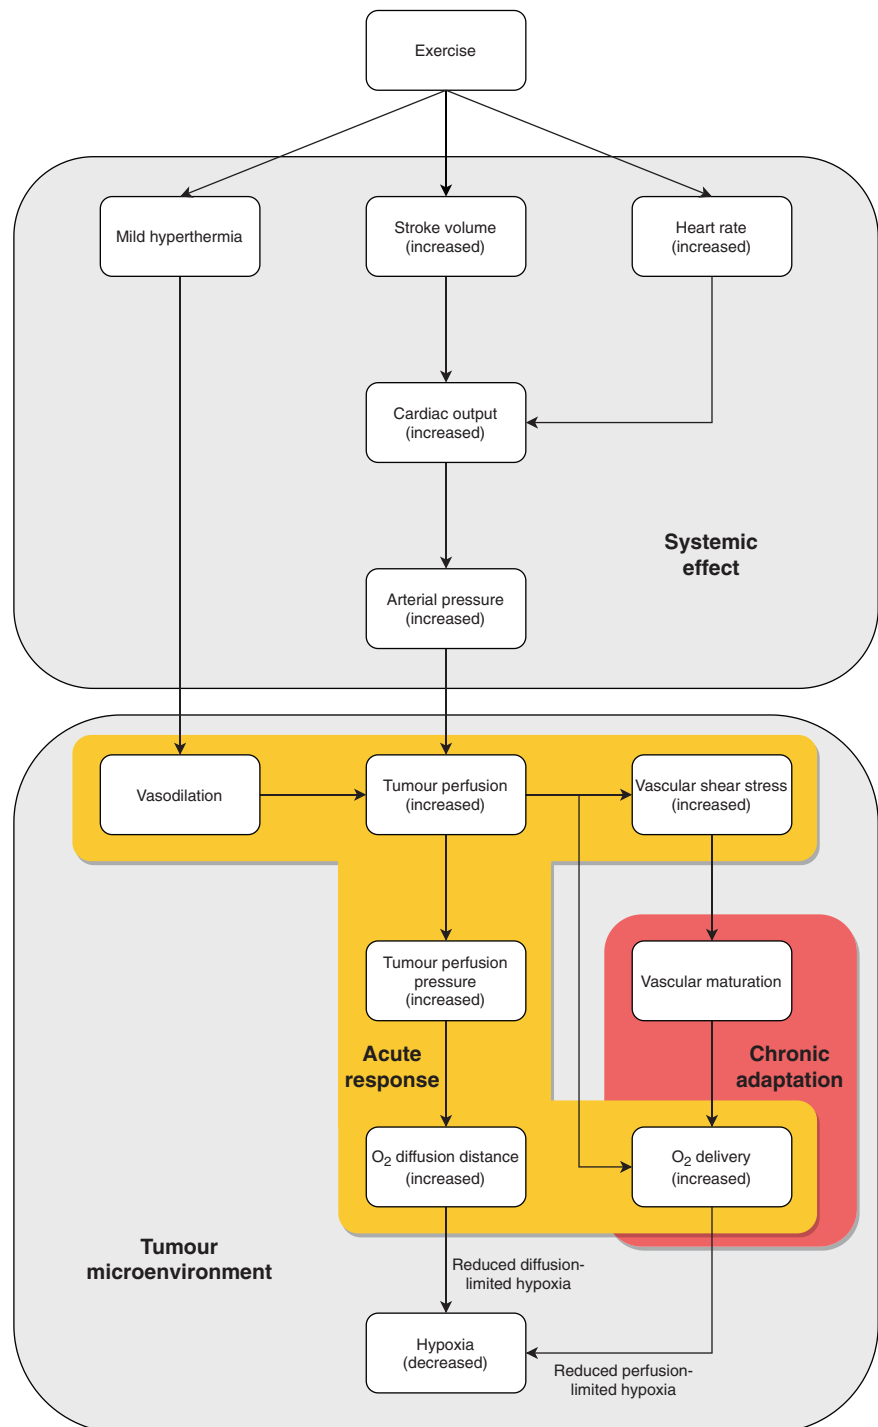 Exercise
Mild hyperthermia
Stroke volume
(increased)
Heart rate
(increased)
Cardiac output
(increased)
Systemic
effect
Arterial pressure
(increased)
Vasodilation
Tumour perfusion
(increased)
Vascular shear stress
(increased)
Tumour perfusion
pressure
(increased)
Vascular maturation
Acute
response
Chronic
adaptation
O₂ diffusion distance
(increased)
O₂ delivery
(increased)
Tumour
microenvironment
Reduced diffusion-
limited hypoxia
Hypoxia
(decreased)
Reduced perfusion-
limited hypoxia